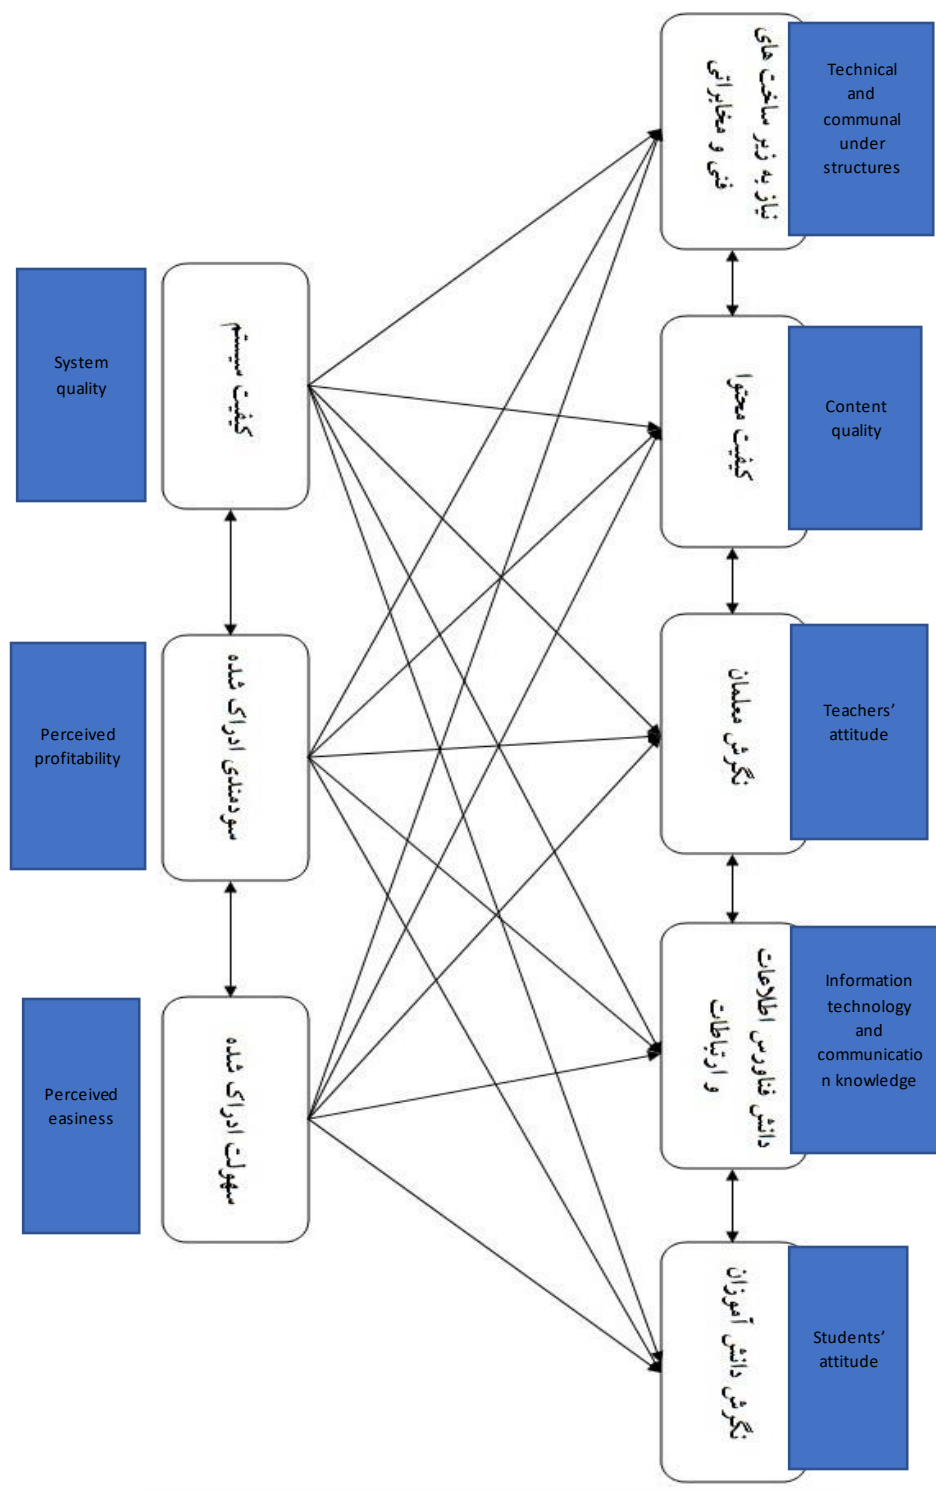 نیاز به زیر ساخت های
فنی و مخابراتی
Technical
and
communal
under
structures
کیفیت سیستم
System
quality
کیفیت محتوا
Content
quality
سودمندی ادراک شده
Perceived
profitability
نگرش معلمان
Teachers’
attitude
سهولت ادراک شده
Perceived
easiness
دانش فناورس اطلاعات
و ارتباطات
Information
technology
and
communicatio
n knowledge
نگرش دانش آموزان
Students’
attitude